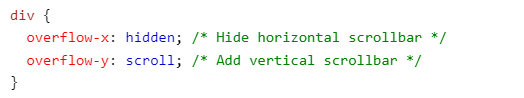 div {
  overflow-x: hidden; /* Hide horizontal scrollbar */
  overflow-y: scroll; /* Add vertical scrollbar */
}